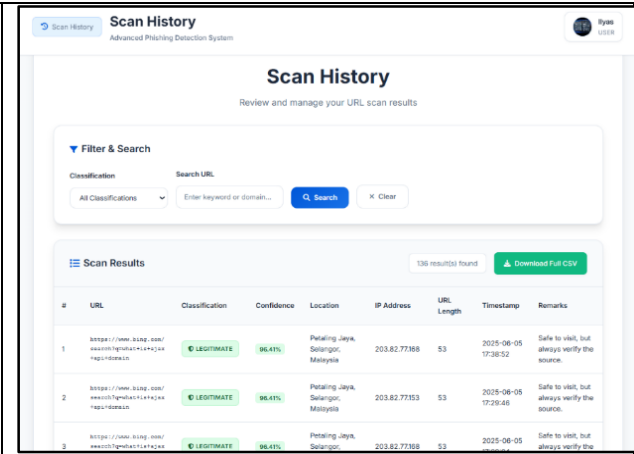 Scan History
Scan History
Advanced Phishing Detection System
Ilyas
USER
Scan History
Review and manage your URL scan results
Filter & Search
Classification
Search URL
All Classifications
Enter keyword or domain...
Search
× Clear
Scan Results
136 result(s) found
Download Full CSV
# URL Classification Confidence Location IP Address URL Length Timestamp Remarks
1
https://www.bing.com/
search?q=what+is+ajax
+api+domain
LEGITIMATE
96.41%
Petaling Jaya,
Selangor,
Malaysia
203.82.77.168
53
2025-06-05
17:38:52
Safe to visit, but
always verify the
source.
2
https://www.bing.com/
search?q=what+is+ajax
+api+domain
LEGITIMATE
96.41%
Petaling Jaya,
Selangor,
Malaysia
203.82.77.153
53
2025-06-05
17:29:46
Safe to visit, but
always verify the
source.
3
https://www.bing.com/
search?q=what+is+ajax
LEGITIMATE
96.41%
Petaling Jaya,
Selangor,
203.82.77.168
53
2025-06-05
Safe to visit, but
always verify the